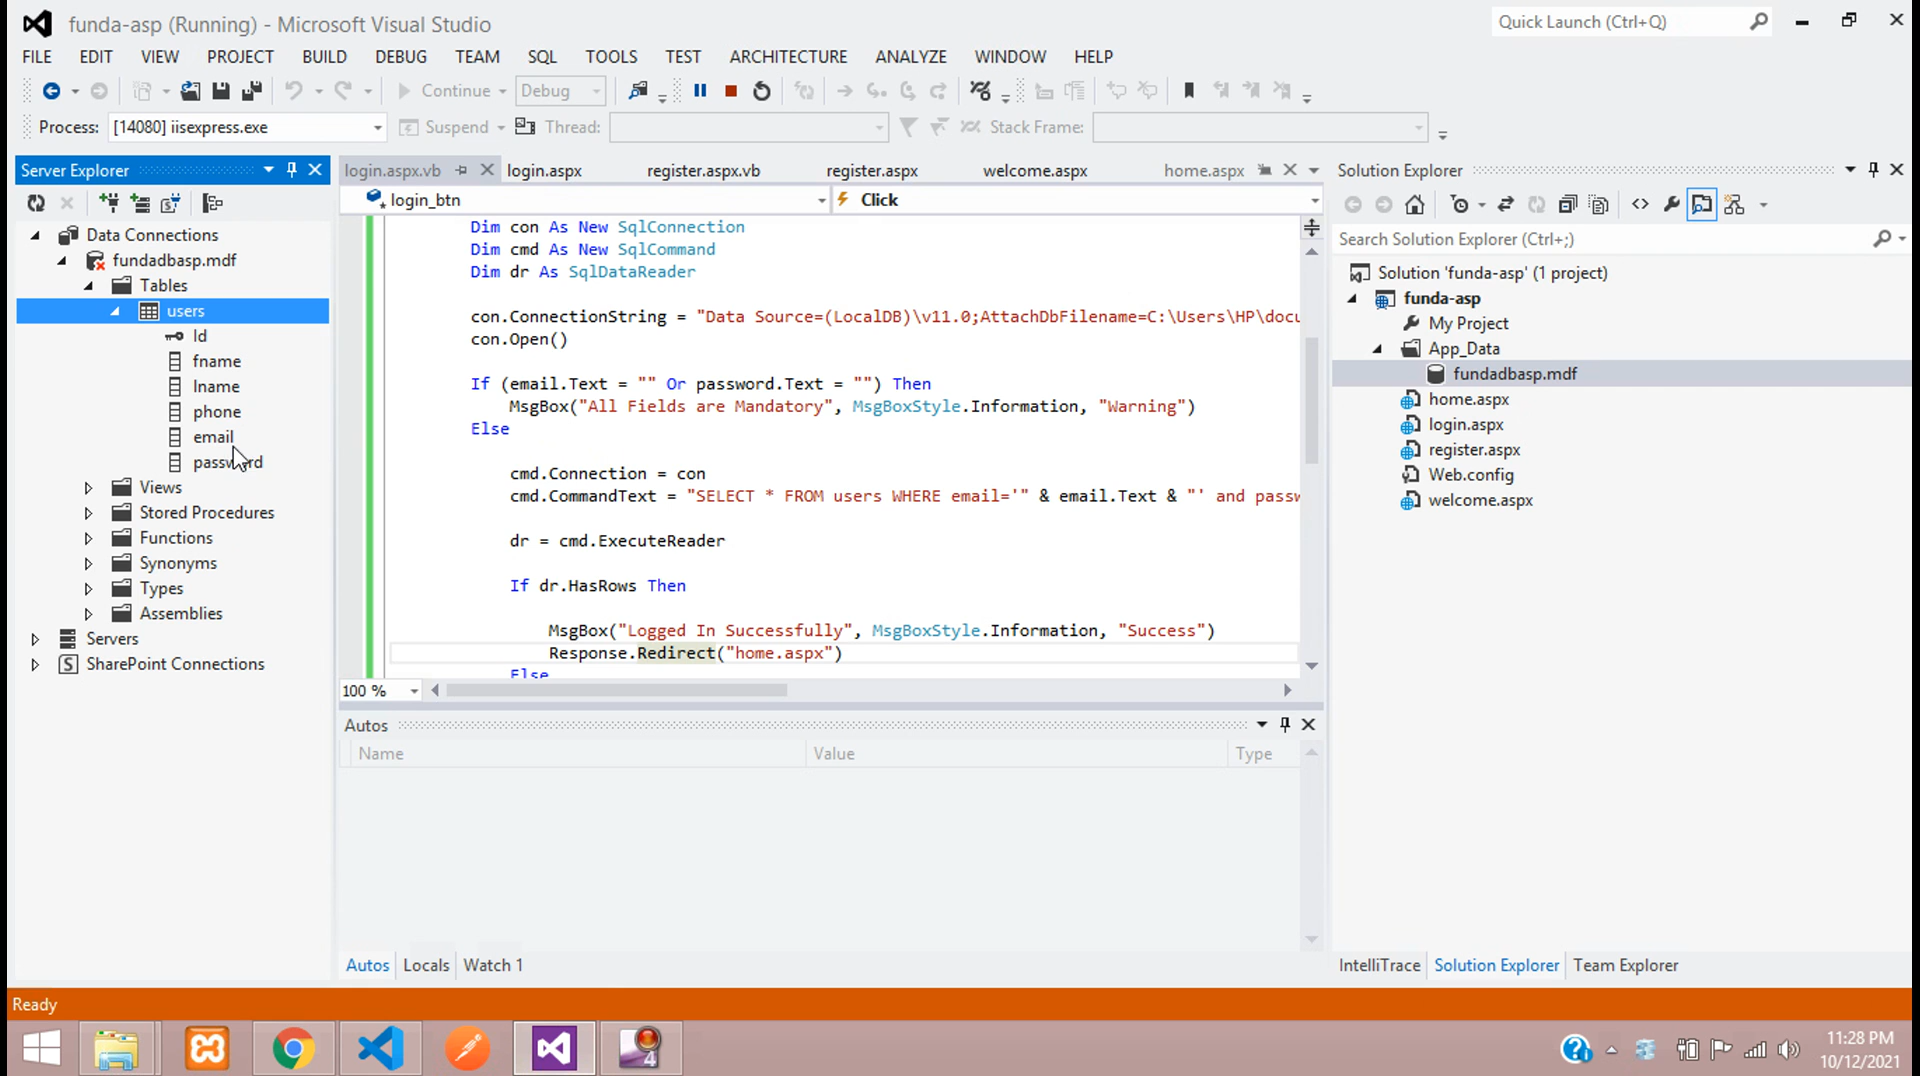 funda-asp (Running) - Microsoft Visual Studio
Quick Launch (Ctrl+Q)
FILE EDIT VIEW PROJECT BUILD DEBUG TEAM SQL TOOLS TEST ARCHITECTURE ANALYZE WINDOW HELP
Continue Debug
Process: [14080] iisexpress.exe Suspend Thread: Stack Frame:
Server Explorer
Data Connections
fundadbasp.mdf
Tables
users
Id
fname
lname
phone
email
password
Views
Stored Procedures
Functions
Synonyms
Types
Assemblies
Servers
SharePoint Connections
login.aspx.vb login.aspx register.aspx.vb register.aspx welcome.aspx home.aspx
login_btn Click
Dim con As New SqlConnection
Dim cmd As New SqlCommand
Dim dr As SqlDataReader
con.ConnectionString = "Data Source=(LocalDB)\v11.0;AttachDbFilename=C:\Users\HP\docu
con.Open()
If (email.Text = "" Or password.Text = "") Then
MsgBox("All Fields are Mandatory", MsgBoxStyle.Information, "Warning")
Else
cmd.Connection = con
cmd.CommandText = "SELECT * FROM users WHERE email='" & email.Text & "' and passw
dr = cmd.ExecuteReader
If dr.HasRows Then
MsgBox("Logged In Successfully", MsgBoxStyle.Information, "Success")
Response.Redirect("home.aspx")
Else
100 %
Autos
Name Value Type
Autos Locals Watch 1
Solution Explorer
Search Solution Explorer (Ctrl+;)
Solution 'funda-asp' (1 project)
funda-asp
My Project
App_Data
fundadbasp.mdf
home.aspx
login.aspx
register.aspx
Web.config
welcome.aspx
IntelliTrace Solution Explorer Team Explorer
Ready
4
11:28 PM
10/12/2021